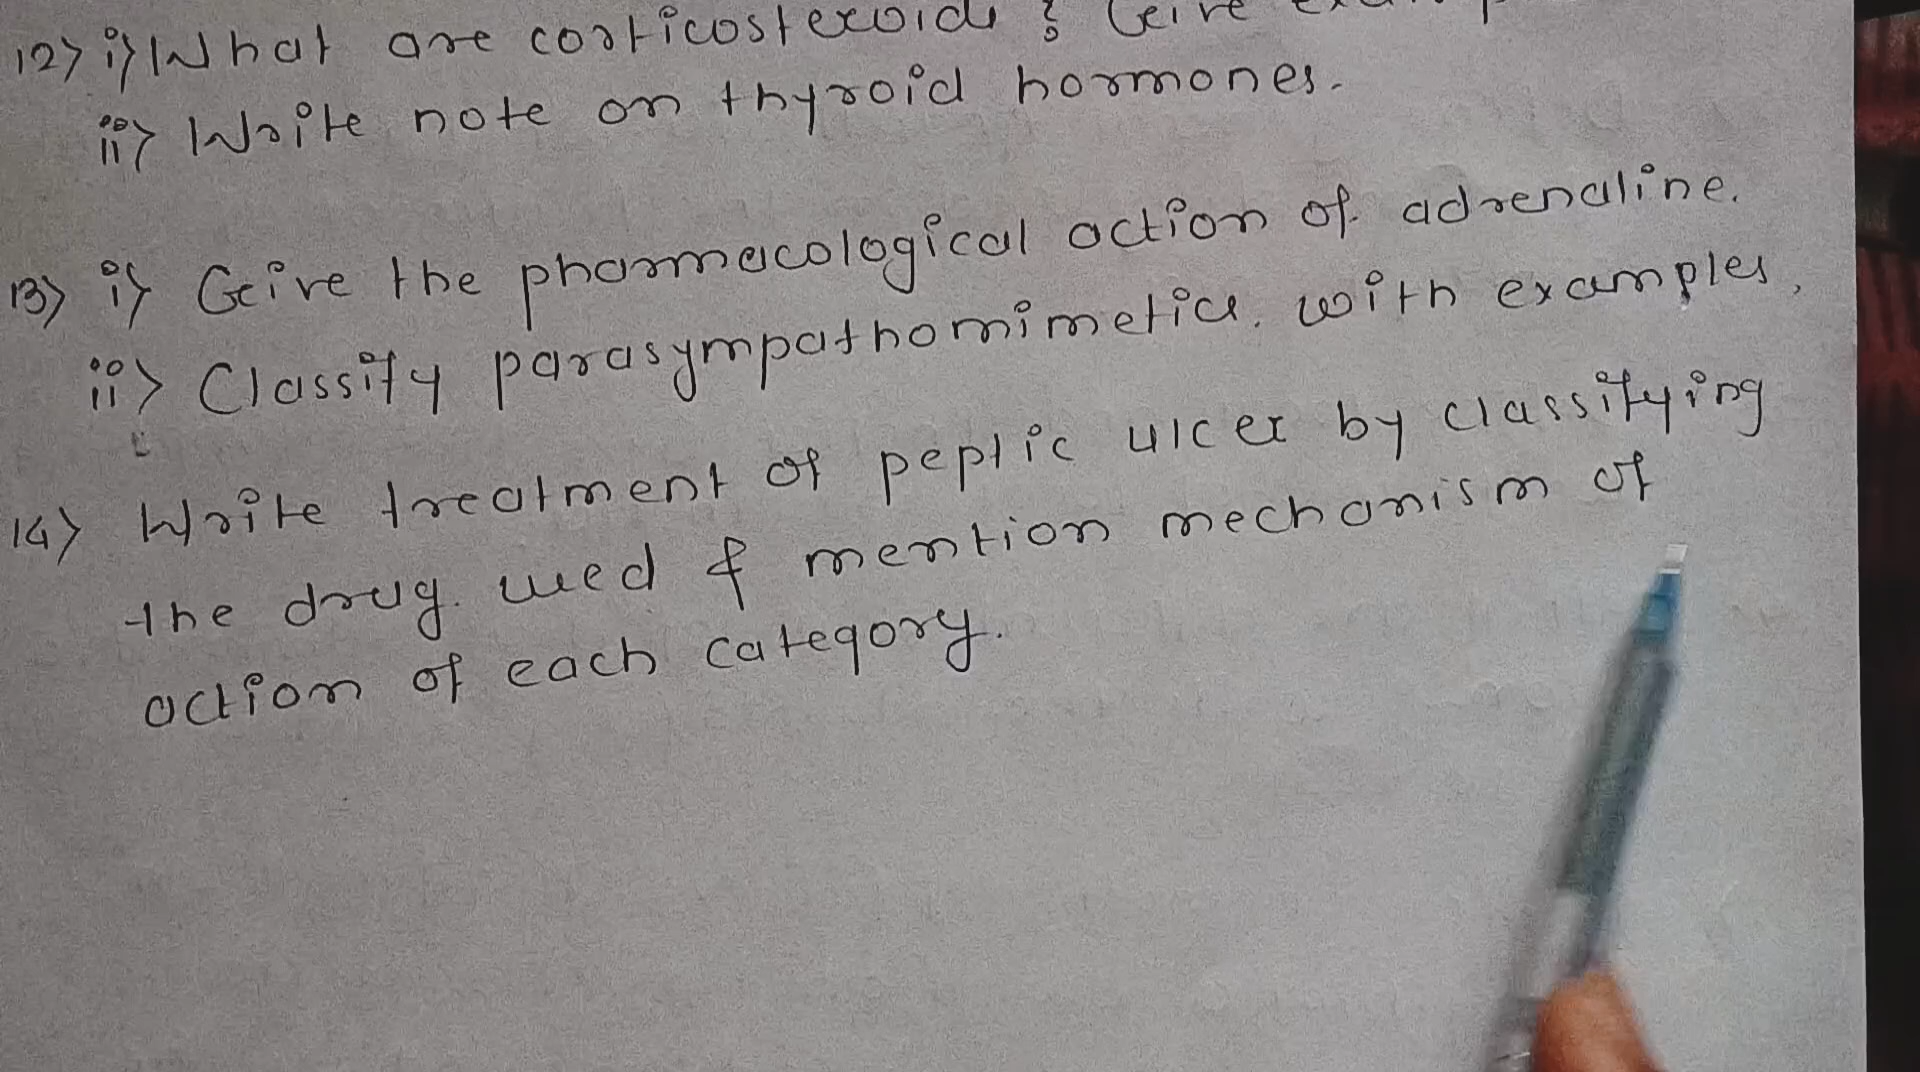 12> i> What are corticosteroids ? Give
ii> Write note on thyroid hormones.
13> i> Give the pharmacological action of adrenaline.
ii> Classify parasympathomimetics. with examples.
14> Write treatment of peptic ulcer by classifying
the drug. used & mention mechanism of
action of each category.